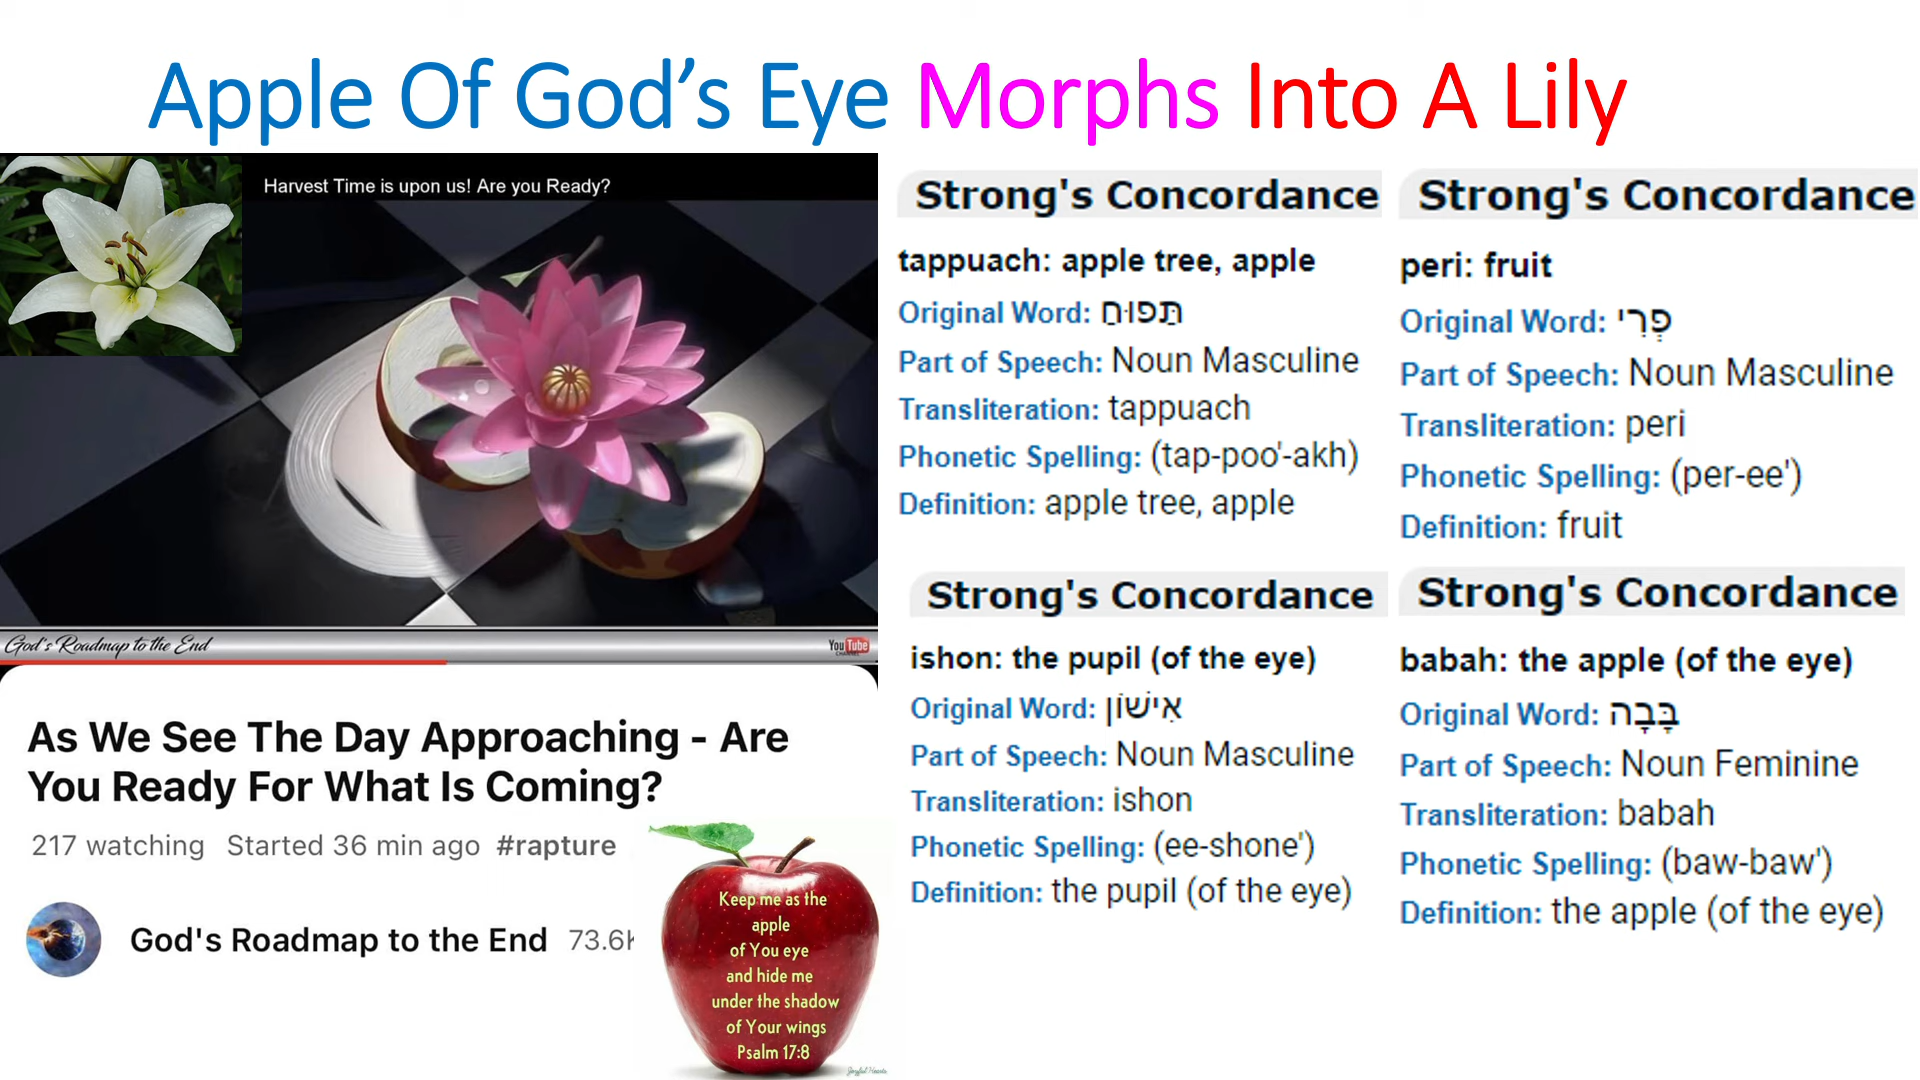 Apple Of God’s Eye Morphs Into A Lily
Harvest Time is upon us! Are you Ready?
God's Roadmap to the End
YouTube
CHANNEL
As We See The Day Approaching - Are
You Ready For What Is Coming?
217 watching Started 36 min ago #rapture
God's Roadmap to the End 73.6K
Keep me as the
apple
of You eye
and hide me
under the shadow
of Your wings
Psalm 17:8
Joyful Hearts
Strong's Concordance
tappuach: apple tree, apple
Original Word: תַּפּוּחַ
Part of Speech: Noun Masculine
Transliteration: tappuach
Phonetic Spelling: (tap-poo'-akh)
Definition: apple tree, apple
Strong's Concordance
peri: fruit
Original Word: פְּרִי
Part of Speech: Noun Masculine
Transliteration: peri
Phonetic Spelling: (per-ee')
Definition: fruit
Strong's Concordance
ishon: the pupil (of the eye)
Original Word: אִישׁוֹן
Part of Speech: Noun Masculine
Transliteration: ishon
Phonetic Spelling: (ee-shone')
Definition: the pupil (of the eye)
Strong's Concordance
babah: the apple (of the eye)
Original Word: בָּבָה
Part of Speech: Noun Feminine
Transliteration: babah
Phonetic Spelling: (baw-baw')
Definition: the apple (of the eye)